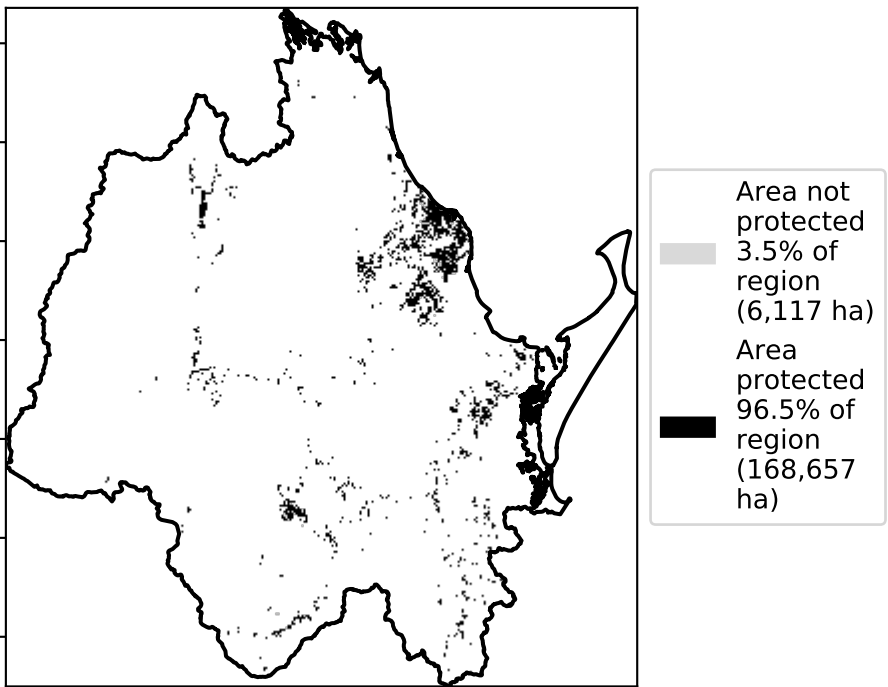 Area not
protected
3.5% of
region
(6,117 ha)
Area
protected
96.5% of
region
(168,657
ha)